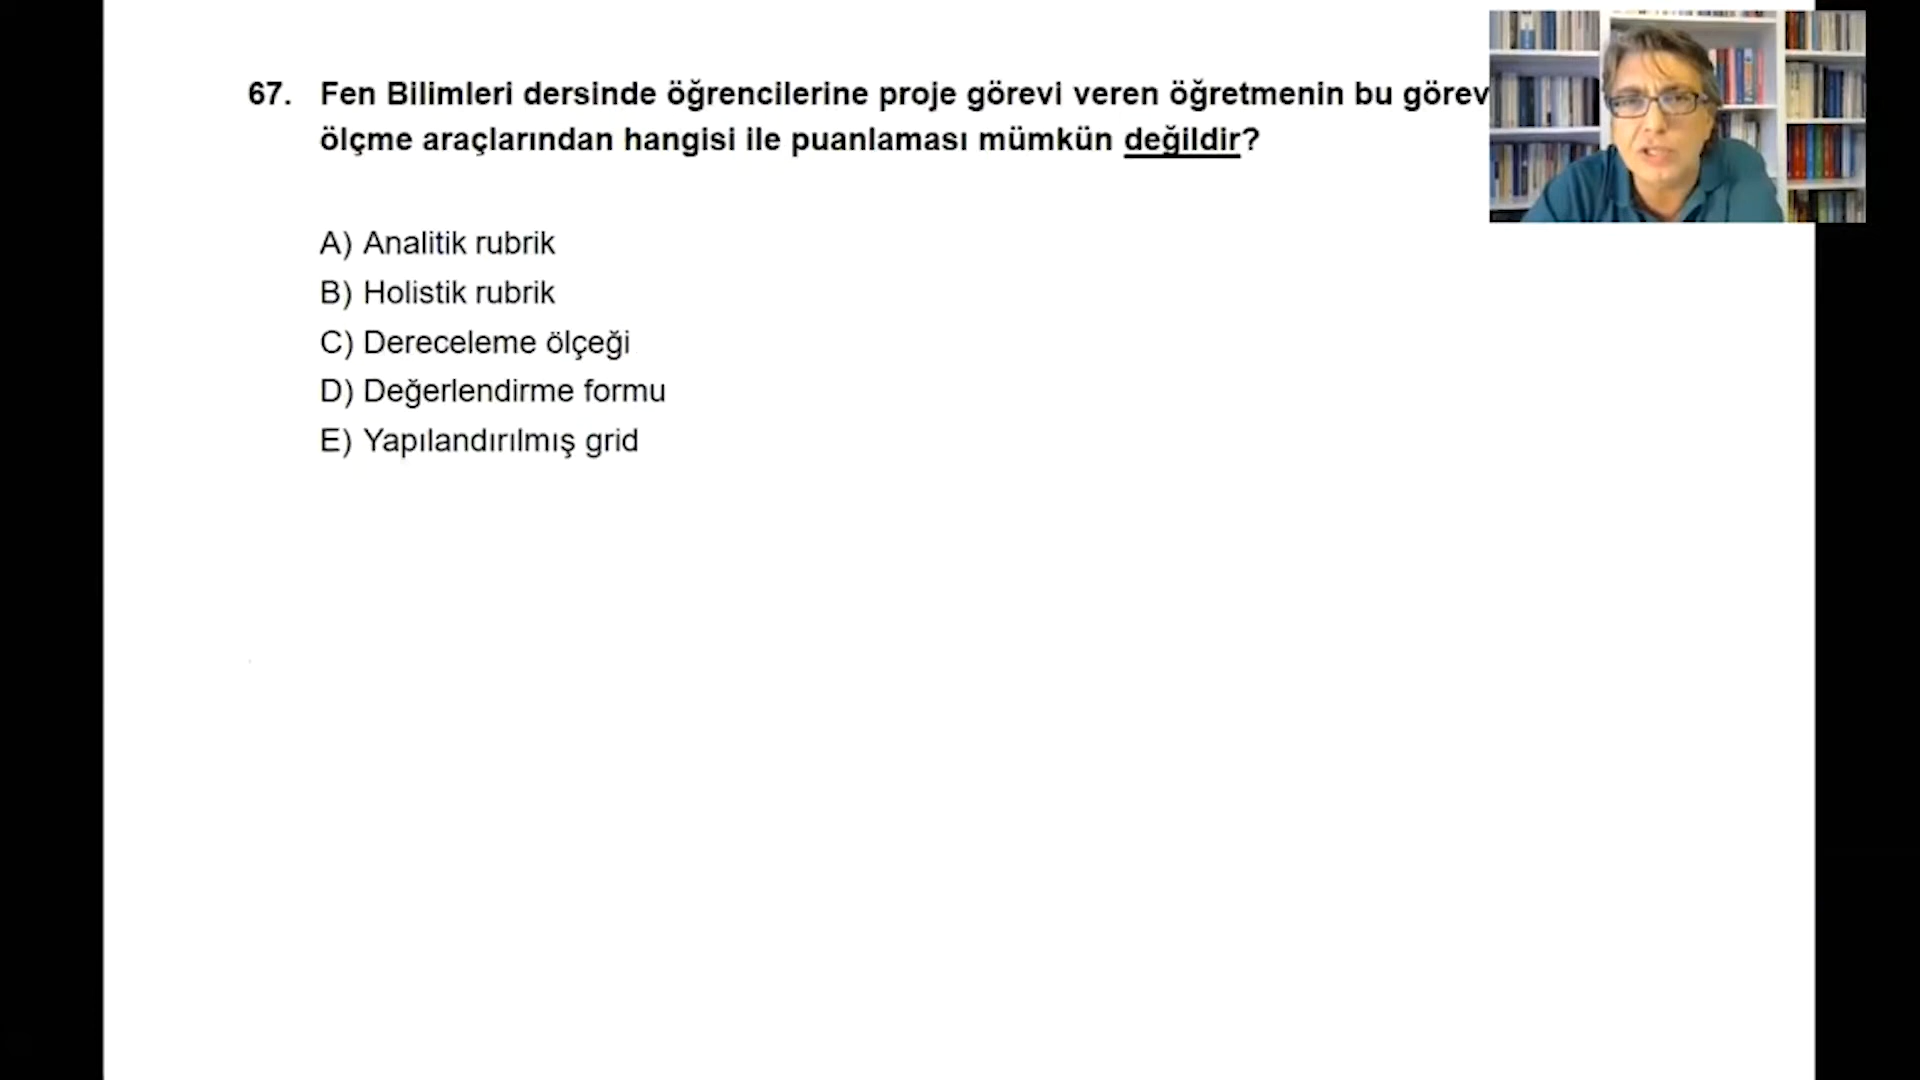 67. Fen Bilimleri dersinde öğrencilerine proje görevi veren öğretmenin bu görev
ölçme araçlarından hangisi ile puanlaması mümkün değildir?
A) Analitik rubrik
B) Holistik rubrik
C) Dereceleme ölçeği
D) Değerlendirme formu
E) Yapılandırılmış grid